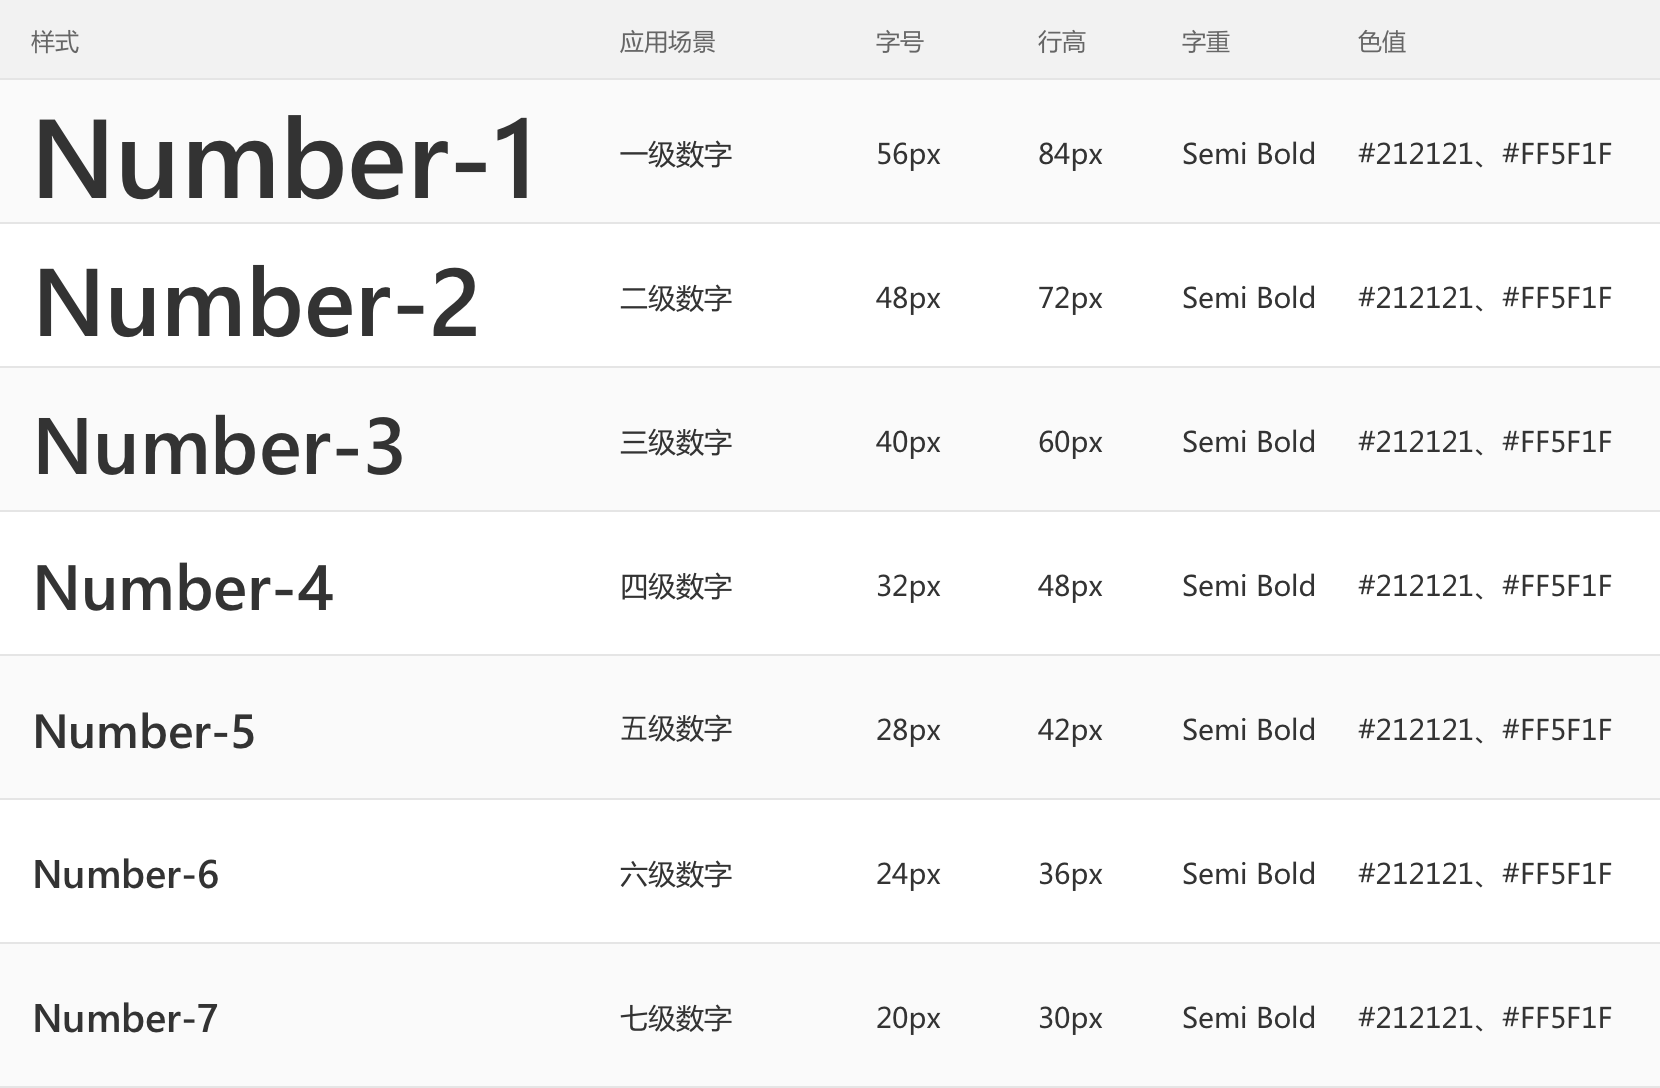 样式 应用场景 字号 行高 字重 色值
Number-1 一级数字 56px 84px Semi Bold #212121、#FF5F1F
Number-2 二级数字 48px 72px Semi Bold #212121、#FF5F1F
Number-3 三级数字 40px 60px Semi Bold #212121、#FF5F1F
Number-4 四级数字 32px 48px Semi Bold #212121、#FF5F1F
Number-5 五级数字 28px 42px Semi Bold #212121、#FF5F1F
Number-6 六级数字 24px 36px Semi Bold #212121、#FF5F1F
Number-7 七级数字 20px 30px Semi Bold #212121、#FF5F1F